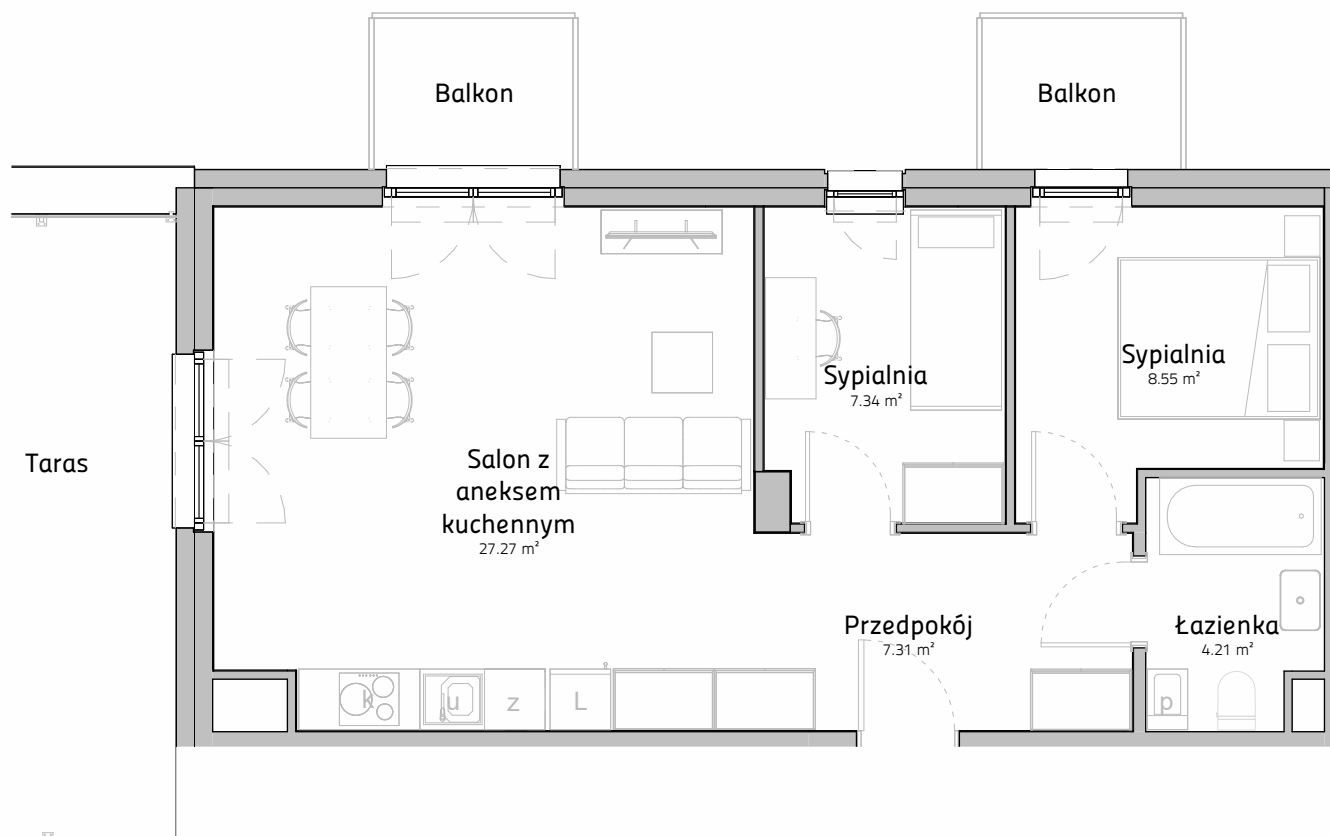 Balkon
Balkon
Sypialnia
8.55 m²
Sypialnia
7.34 m²
Taras
Salon z
aneksem
kuchennym
27.27 m²
Przedpokój
7.31 m²
Łazienka
4.21 m²
k
u
z
L
p